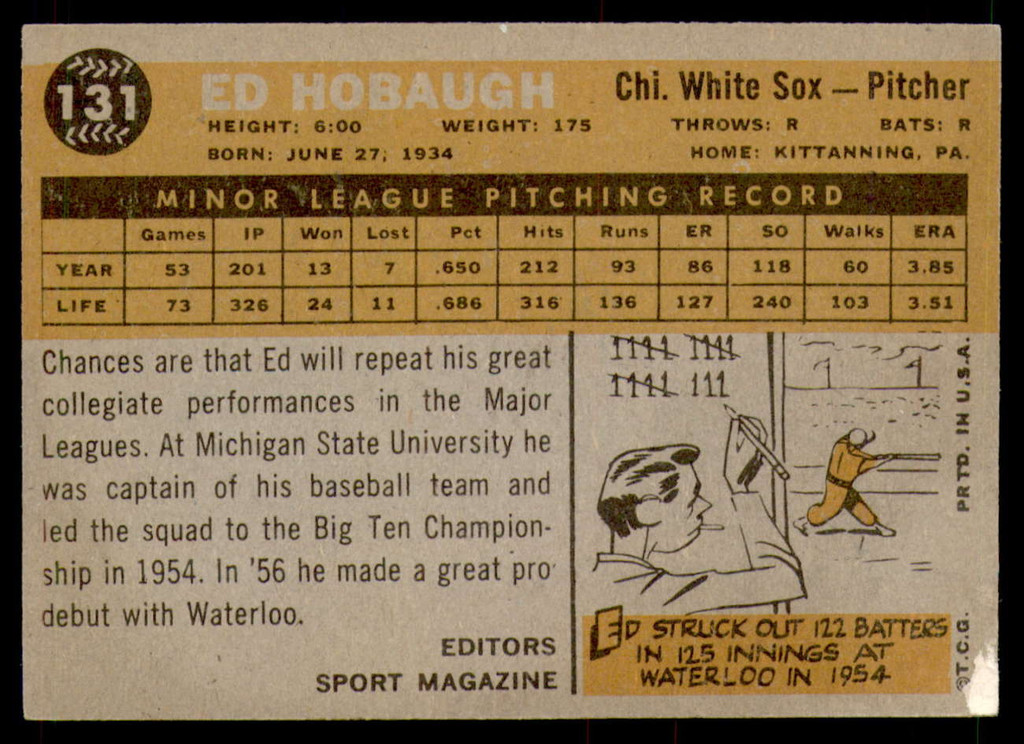 131
ED HOBAUGH
Chi. White Sox — Pitcher
HEIGHT: 6:00 WEIGHT: 175 THROWS: R BATS: R
BORN: JUNE 27, 1934 HOME: KITTANNING, PA.
MINOR LEAGUE PITCHING RECORD
Games IP Won Lost Pct Hits Runs ER SO Walks ERA
YEAR 53 201 13 7 .650 212 93 86 118 60 3.85
LIFE 73 326 24 11 .686 316 136 127 240 103 3.51
Chances are that Ed will repeat his great
collegiate performances in the Major
Leagues. At Michigan State University he
was captain of his baseball team and
led the squad to the Big Ten Champion-
ship in 1954. In '56 he made a great pro
debut with Waterloo.
EDITORS
SPORT MAGAZINE
ED STRUCK OUT 122 BATTERS
IN 125 INNINGS AT
WATERLOO IN 1954
©T.C.G. PRTD. IN U.S.A.